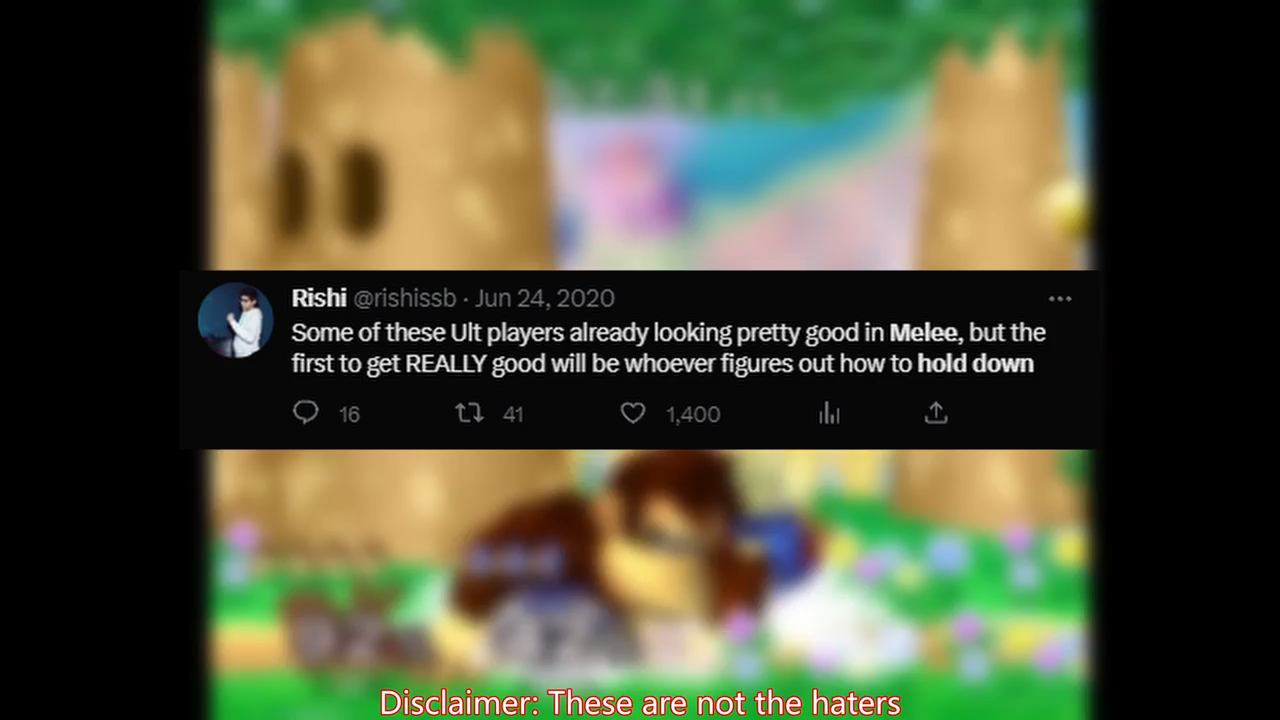 Rishi @rishissb · Jun 24, 2020
Some of these Ult players already looking pretty good in Melee, but the
first to get REALLY good will be whoever figures out how to hold down
16 41 1,400
Disclaimer: These are not the haters